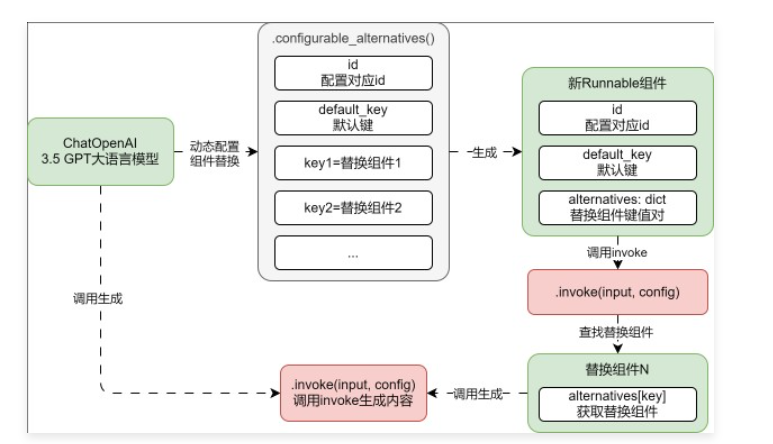 .configurable_alternatives()
id
配置对应id
default_key
默认键
key1=替换组件1
key2=替换组件2
...
ChatOpenAI
3.5 GPT大语言模型
动态配置
组件替换
生成
新Runnable组件
id
配置对应id
default_key
默认键
alternatives: dict
替换组件键值对
调用invoke
.invoke(input, config)
查找替换组件
替换组件N
alternatives[key]
获取替换组件
调用生成
.invoke(input, config)
调用invoke生成内容
调用生成